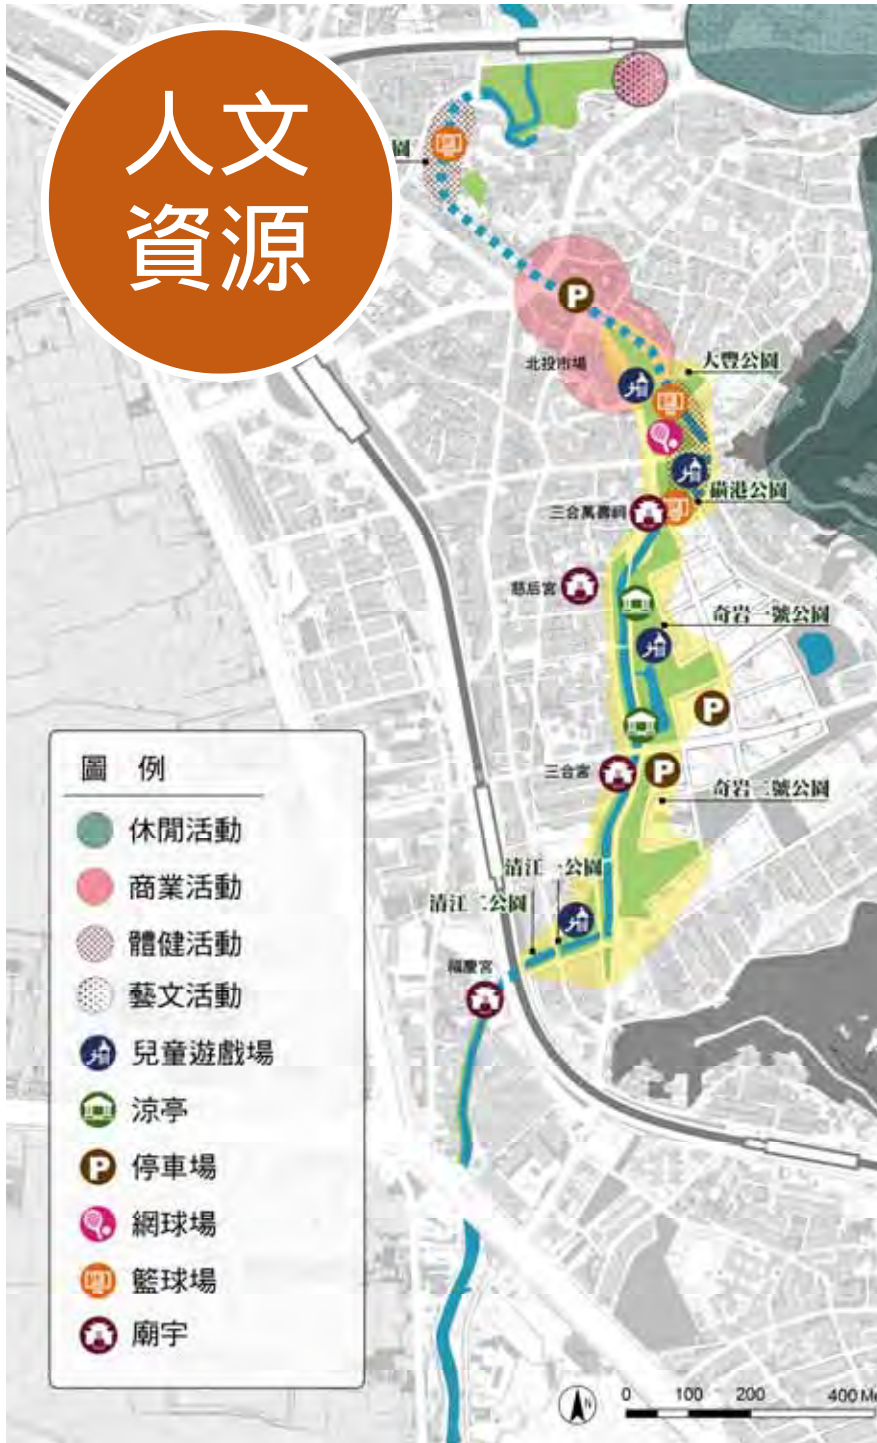 人文
資源
園
北投市場
大豐公園
磺港公園
三合萬壽祠
慈后宮
奇岩一號公園
三合宮
奇岩二號公園
清江一公園
清江二公園
福慶宮
圖 例
休閒活動
商業活動
體健活動
藝文活動
兒童遊戲場
涼亭
P 停車場
網球場
籃球場
廟宇
P
P
P
N
0 100 200 400 Me